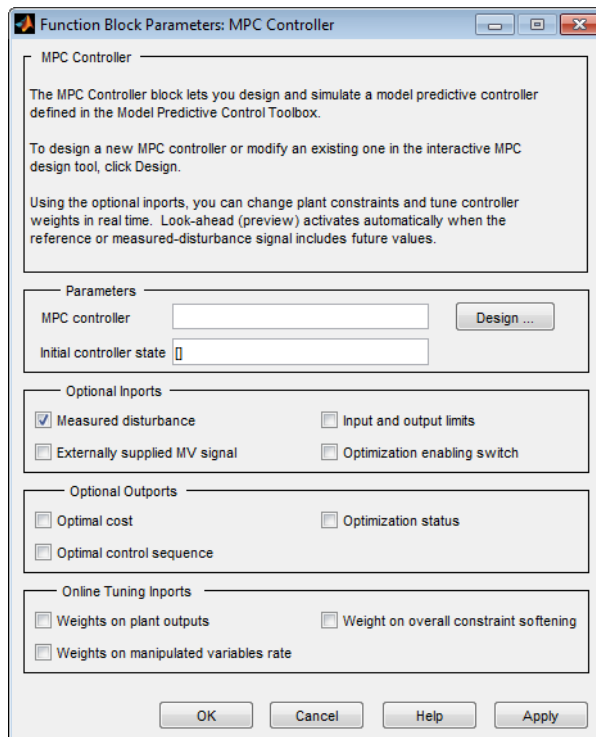 Function Block Parameters: MPC Controller
MPC Controller
The MPC Controller block lets you design and simulate a model predictive controller
defined in the Model Predictive Control Toolbox.
To design a new MPC controller or modify an existing one in the interactive MPC
design tool, click Design.
Using the optional inports, you can change plant constraints and tune controller
weights in real time. Look-ahead (preview) activates automatically when the
reference or measured-disturbance signal includes future values.
Parameters
MPC controller
Design ...
Initial controller state []
Optional Inports
Measured disturbance
Input and output limits
Externally supplied MV signal
Optimization enabling switch
Optional Outports
Optimal cost
Optimization status
Optimal control sequence
Online Tuning Inports
Weights on plant outputs
Weight on overall constraint softening
Weights on manipulated variables rate
OK
Cancel
Help
Apply